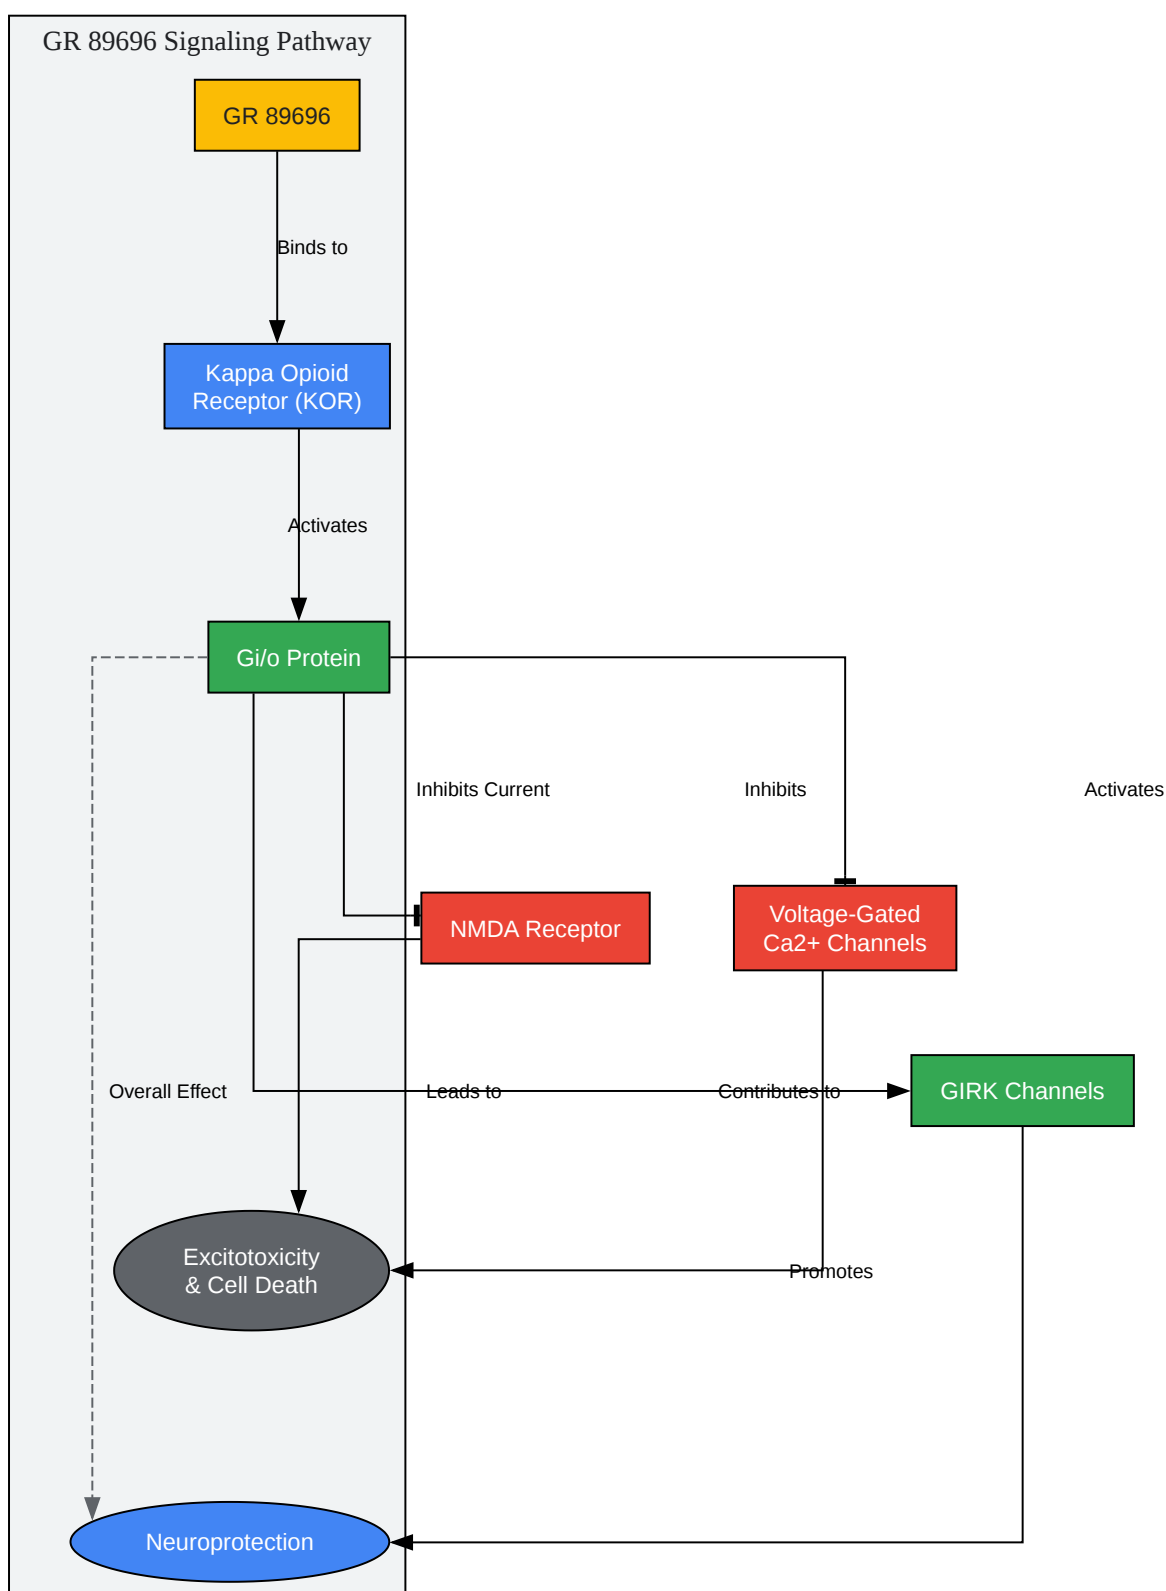 GR 89696 Signaling Pathway
GR 89696
Binds to
Kappa Opioid
Receptor (KOR)
Activates
Gi/o Protein
Inhibits Current
Inhibits
Activates
NMDA Receptor
Voltage-Gated
Ca2+ Channels
Overall Effect
Leads to
Contributes to
GIRK Channels
Excitotoxicity
& Cell Death
Promotes
Neuroprotection